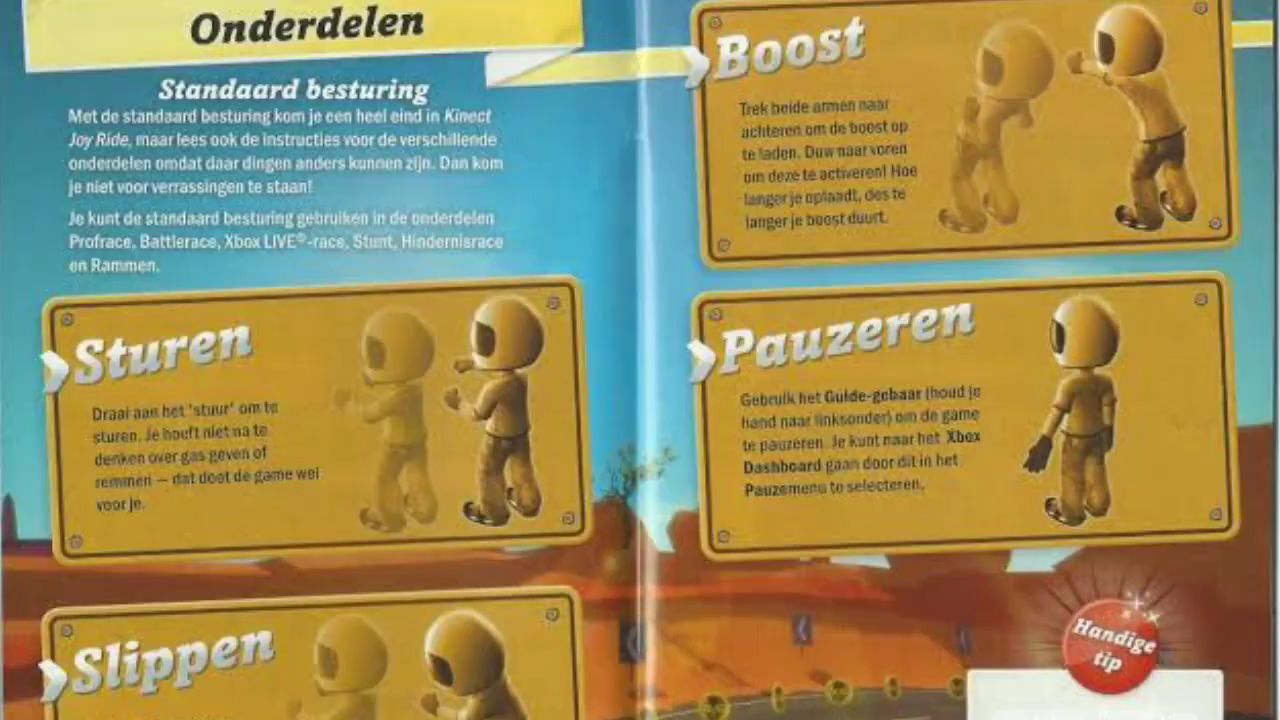 Onderdelen
Standaard besturing
Met de standaard besturing kom je een heel eind in Kinect
Joy Ride, maar lees ook de instructies voor de verschillende
onderdelen omdat daar dingen anders kunnen zijn. Dan kom
je niet voor verrassingen te staan!
Je kunt de standaard besturing gebruiken in de onderdelen
Profrace, Battlerace, Xbox LIVE®-race, Stunt, Hindernisrace
en Rammen.
Sturen
Draai aan het 'stuur' om te
sturen. Je hoeft niet na te
denken over gas geven of
remmen — dat doet de game wel
voor je.
Slippen
Boost
Trek beide armen naar
achteren om de boost op
te laden. Duw naar voren
om deze te activeren! Hoe
langer je oplaadt, des te
langer je boost duurt.
Pauzeren
Gebruik het Guide-gebaar (houd je
hand naar linksonder) om de game
te pauzeren. Je kunt naar het Xbox
Dashboard gaan door dit in het
Pauzemenu te selecteren.
Handige
tip